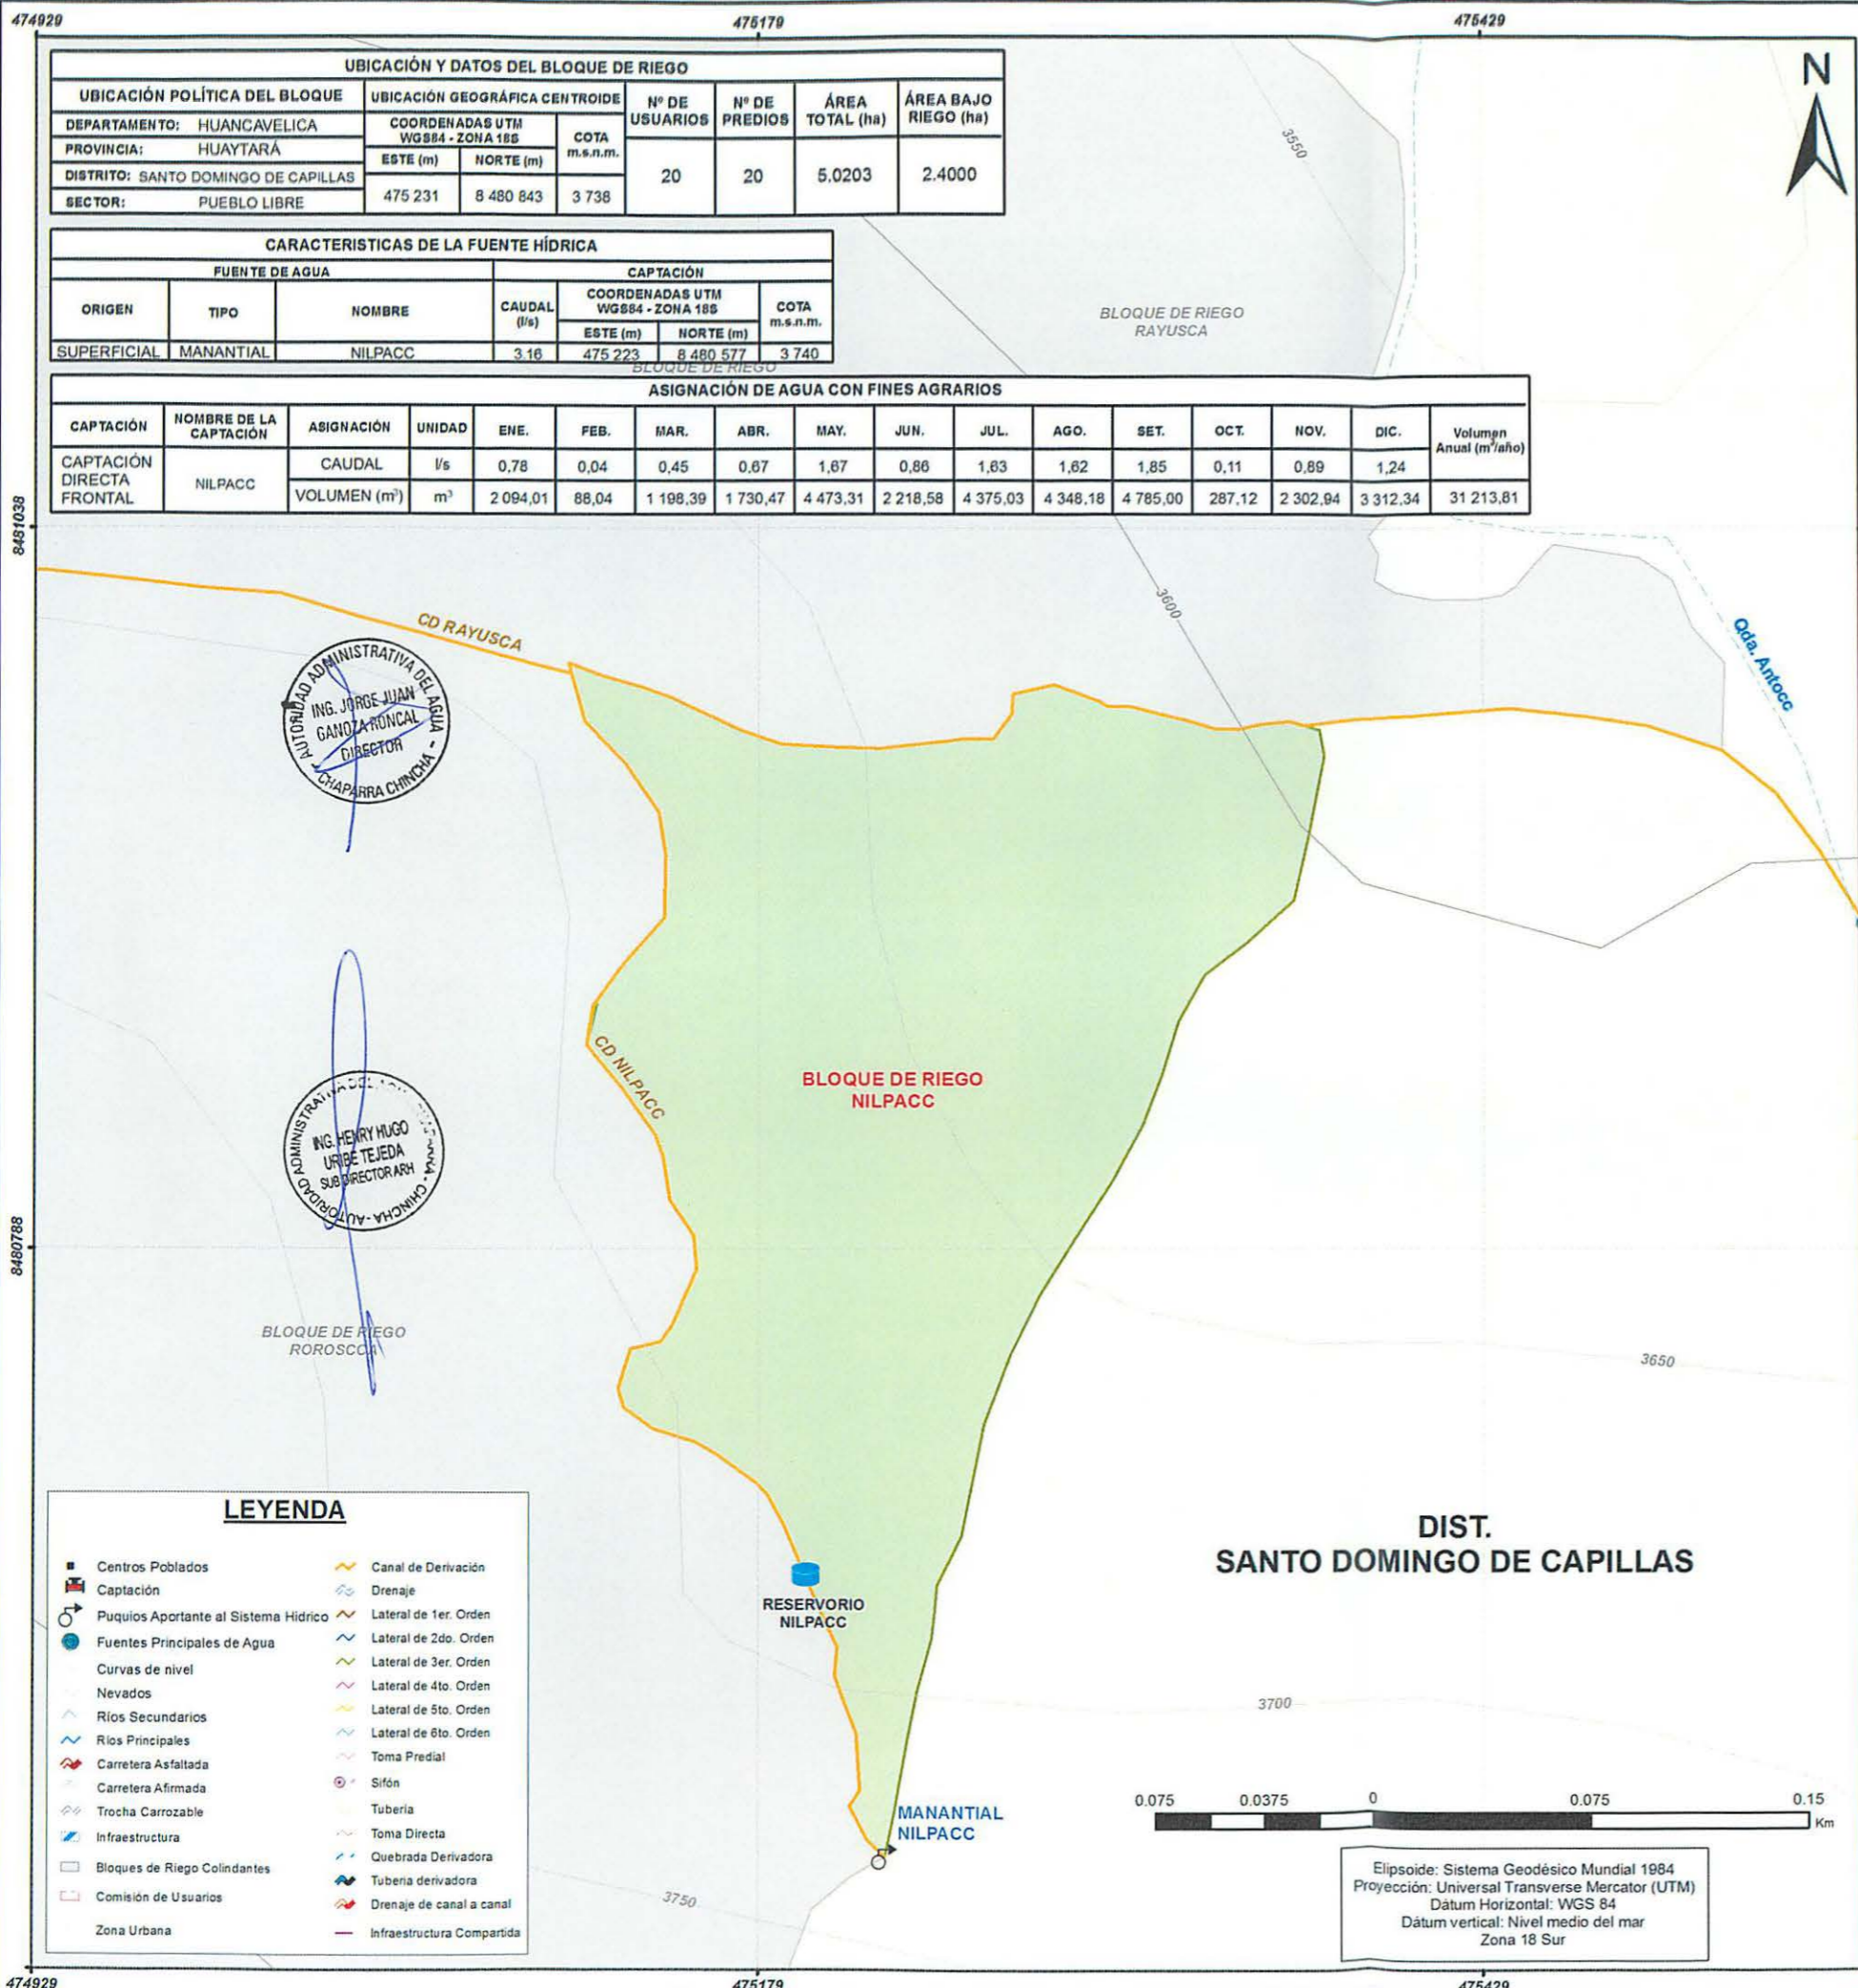 474929 475179 475429
N
UBICACIÓN Y DATOS DEL BLOQUE DE RIEGO
UBICACIÓN POLÍTICA DEL BLOQUE
DEPARTAMENTO: HUANCAVELICA
PROVINCIA: HUAYTARÁ
DISTRITO: SANTO DOMINGO DE CAPILLAS
SECTOR: PUEBLO LIBRE
UBICACIÓN GEOGRÁFICA CENTROIDE
COORDENADAS UTM
WGS84 - ZONA 18S
COTA
m.s.n.m.
ESTE (m) NORTE (m)
475 231 8 480 843 3 738
Nº DE
USUARIOS
20
Nº DE
PREDIOS
20
ÁREA
TOTAL (ha)
5.0203
ÁREA BAJO
RIEGO (ha)
2.4000
CARACTERISTICAS DE LA FUENTE HÍDRICA
FUENTE DE AGUA CAPTACIÓN
ORIGEN TIPO NOMBRE
CAUDAL
(l/s)
COORDENADAS UTM
WGS84 - ZONA 18S
COTA
m.s.n.m.
ESTE (m) NORTE (m)
SUPERFICIAL MANANTIAL NILPACC 3.16 475 223 8 480 577 3 740
BLOQUE DE RIEGO
ASIGNACIÓN DE AGUA CON FINES AGRARIOS
CAPTACIÓN
NOMBRE DE LA
CAPTACIÓN
ASIGNACIÓN UNIDAD ENE. FEB. MAR. ABR. MAY. JUN. JUL. AGO. SET. OCT. NOV. DIC.
Volumen
Anual (m³/año)
CAPTACIÓN
DIRECTA
FRONTAL
NILPACC
CAUDAL l/s 0,78 0,04 0,45 0,67 1,67 0,86 1,63 1,62 1,85 0,11 0,89 1,24
VOLUMEN (m³) m³ 2 094,01 88,04 1 198,39 1 730,47 4 473,31 2 218,58 4 375,03 4 348,18 4 785,00 287,12 2 302,94 3 312,34 31 213,81
3550
BLOQUE DE RIEGO
RAYUSCA
8481038
3600
Qda. Antocc
CD RAYUSCA
AUTORIDAD ADMINISTRATIVA DEL AGUA - CHAPARRA CHINCHA
ING. JORGE JUAN
GANOZA RONCAL
DIRECTOR
CD NILPACC
BLOQUE DE RIEGO
NILPACC
AUTORIDAD ADMINISTRATIVA DEL
CHINCHA
ING. HENRY HUGO
URIBE TEJEDA
SUB DIRECTOR ARH
8480788
BLOQUE DE RIEGO
ROROSCCA
3650
DIST.
SANTO DOMINGO DE CAPILLAS
RESERVORIO
NILPACC
3700
MANANTIAL
NILPACC
3750
LEYENDA
Centros Poblados
Captación
Puquios Aportante al Sistema Hidrico
Fuentes Principales de Agua
Curvas de nivel
Nevados
Ríos Secundarios
Ríos Principales
Carretera Asfaltada
Carretera Afirmada
Trocha Carrozable
Infraestructura
Bloques de Riego Colindantes
Comisión de Usuarios
Zona Urbana
Canal de Derivación
Drenaje
Lateral de 1er. Orden
Lateral de 2do. Orden
Lateral de 3er. Orden
Lateral de 4to. Orden
Lateral de 5to. Orden
Lateral de 6to. Orden
Toma Predial
Sifón
Tubería
Toma Directa
Quebrada Derivadora
Tuberia derivadora
Drenaje de canal a canal
Infraestructura Compartida
0.075 0.0375 0 0.075 0.15
Km
Elipsoide: Sistema Geodésico Mundial 1984
Proyección: Universal Transverse Mercator (UTM)
Dátum Horizontal: WGS 84
Dátum vertical: Nivel medio del mar
Zona 18 Sur
474929 475179 475429